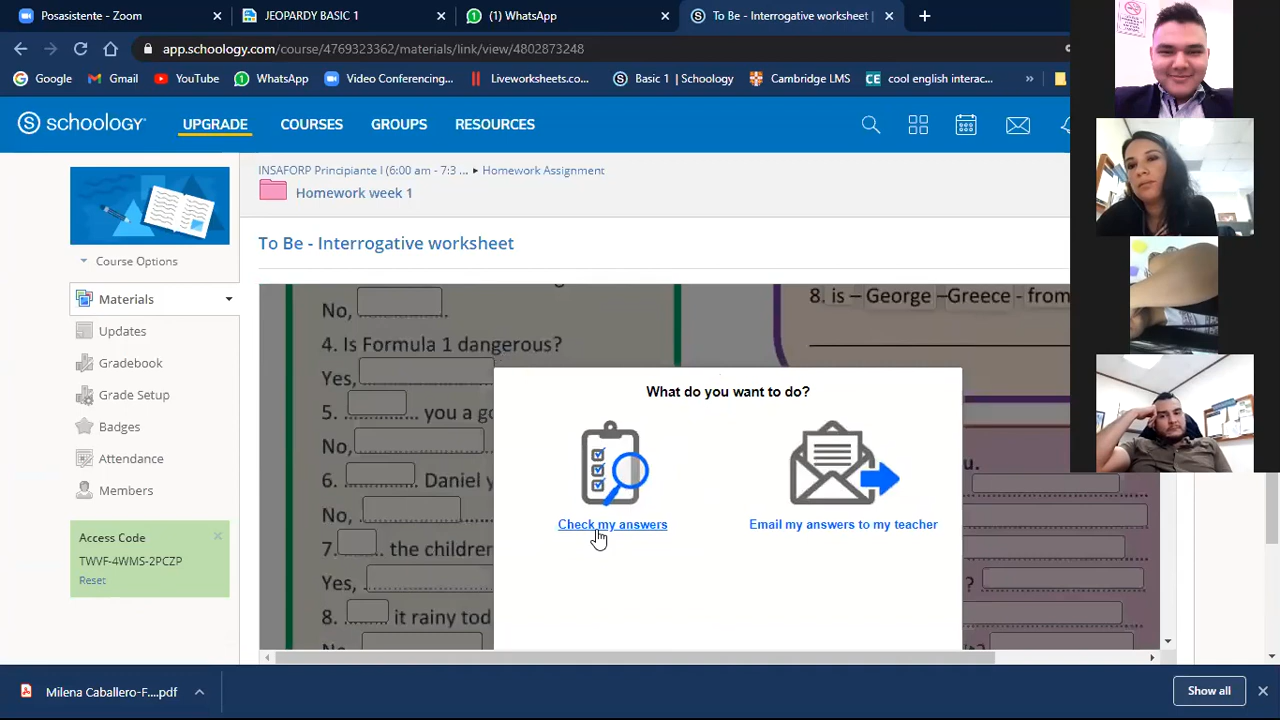 Posasistente - Zoom
JEOPARDY BASIC 1
(1) WhatsApp
To Be - Interrogative worksheet
app.schoology.com/course/4769323362/materials/link/view/4802873248
Google
Gmail
YouTube
WhatsApp
Video Conferencing...
Liveworksheets.co...
Basic 1 | Schoology
Cambridge LMS
cool english interac...
schoology
UPGRADE
COURSES
GROUPS
RESOURCES
INSAFORP Principiante I (6:00 am - 7:3 ... ▸ Homework Assignment
Homework week 1
To Be - Interrogative worksheet
Course Options
Materials
Updates
Gradebook
Grade Setup
Badges
Attendance
Members
Access Code
TWVF-4WMS-2PCZP
Reset
No,
4. Is Formula 1 dangerous?
Yes,
5. you a go
No,
6. Daniel y
No,
7. the children
Yes,
8. it rainy tod
8. is – George –Greece - from
u.
?
What do you want to do?
Check my answers
Email my answers to my teacher
Milena Caballero-F....pdf
Show all